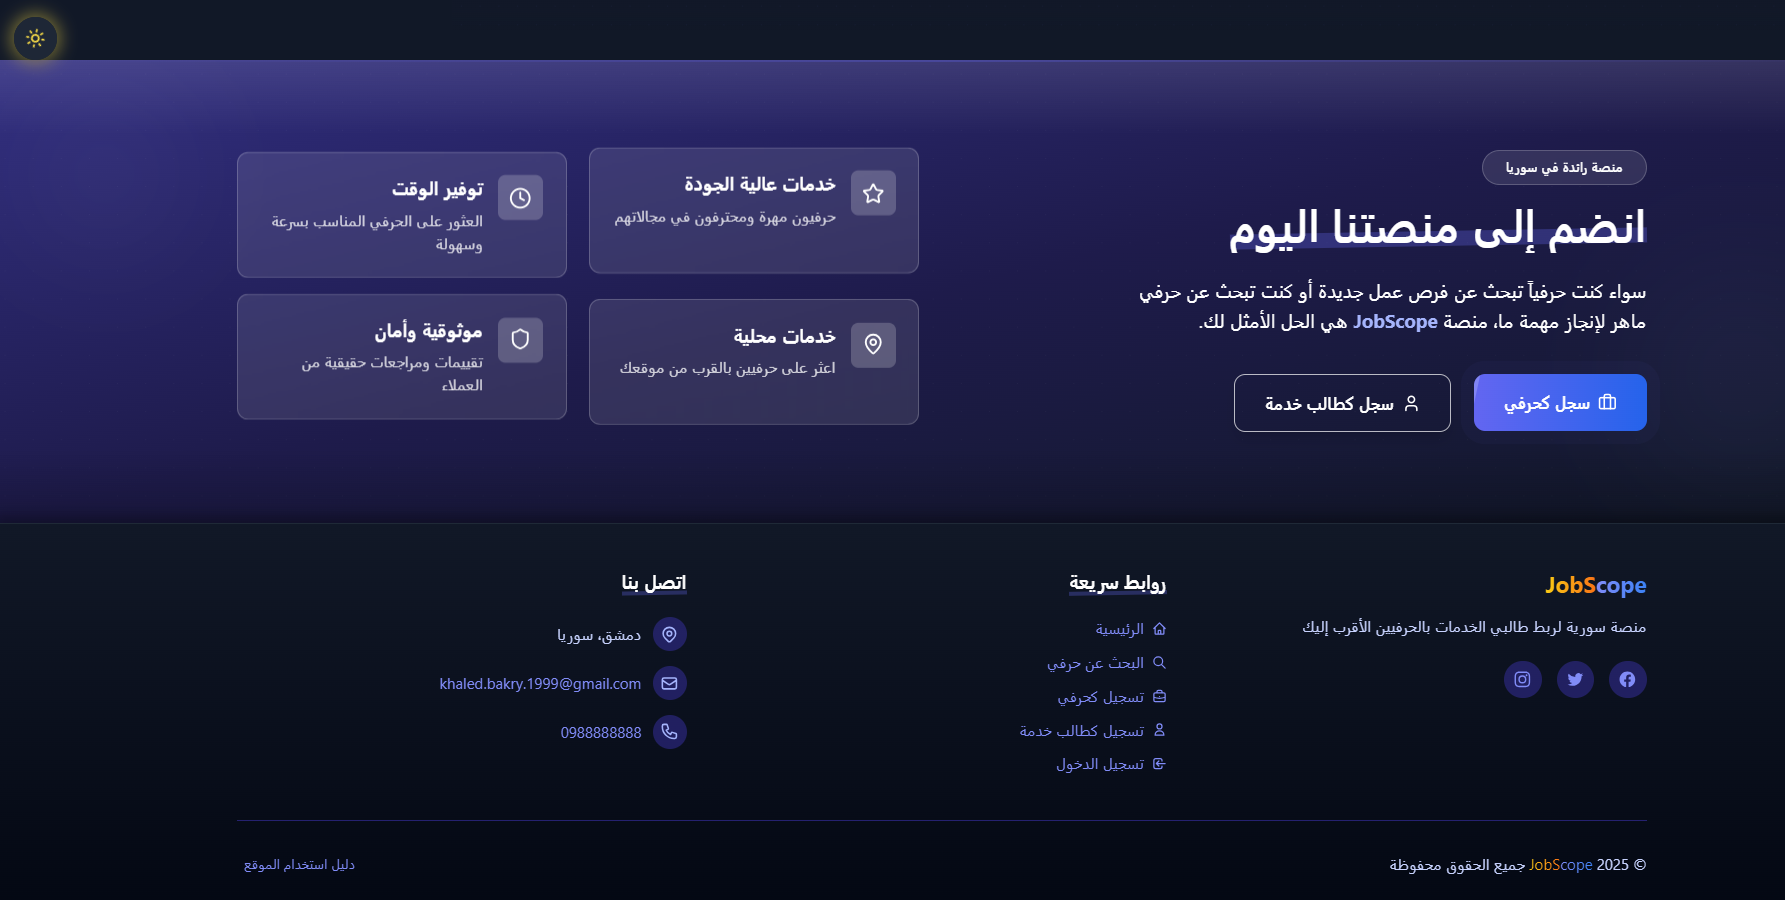 منصة رائدة في سوريا
انضم إلى منصتنا اليوم
سواء كنت حرفياً تبحث عن فرص عمل جديدة أو كنت تبحث عن حرفي
ماهر لإنجاز مهمة ما، منصة JobScope هي الحل الأمثل لك.
سجل كحرفي
سجل كطالب خدمة
خدمات عالية الجودة
حرفيون مهرة ومحترفون في مجالاتهم
توفير الوقت
العثور على الحرفي المناسب بسرعة
وسهولة
خدمات محلية
اعثر على حرفيين بالقرب من موقعك
موثوقية وأمان
تقييمات ومراجعات حقيقية من
العملاء
JobScope
منصة سورية لربط طالبي الخدمات بالحرفيين الأقرب إليك
روابط سريعة
الرئيسية
البحث عن حرفي
تسجيل كحرفي
تسجيل كطالب خدمة
تسجيل الدخول
اتصل بنا
دمشق، سوريا
khaled.bakry.1999@gmail.com
0988888888
© 2025 JobScope جميع الحقوق محفوظة
دليل استخدام الموقع